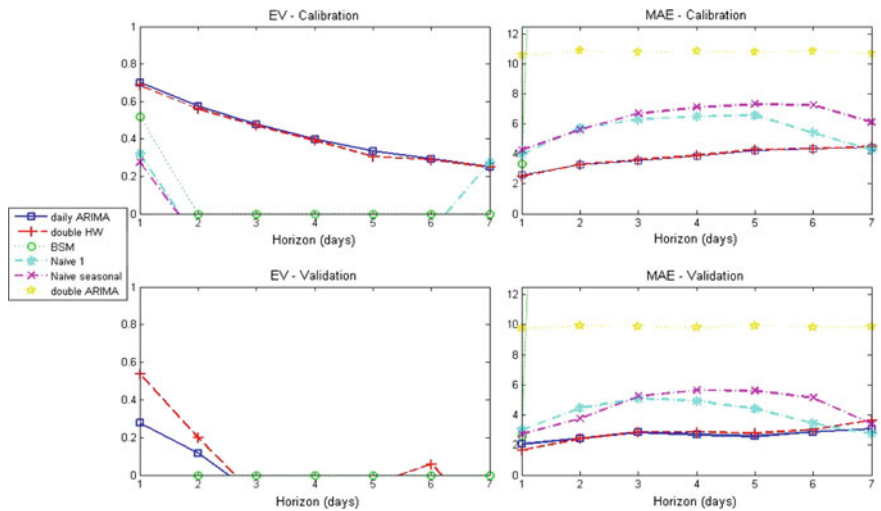 EV - Calibration
1
0.8
0.6
0.4
0.2
0
1 2 3 4 5 6 7
Horizon (days)
MAE - Calibration
12
10
8
6
4
2
0
1 2 3 4 5 6 7
Horizon (days)
daily ARIMA
double HW
BSM
Naive 1
Naive seasonal
double ARIMA
EV - Validation
1
0.8
0.6
0.4
0.2
0
1 2 3 4 5 6 7
Horizon (days)
MAE - Validation
12
10
8
6
4
2
0
1 2 3 4 5 6 7
Horizon (days)